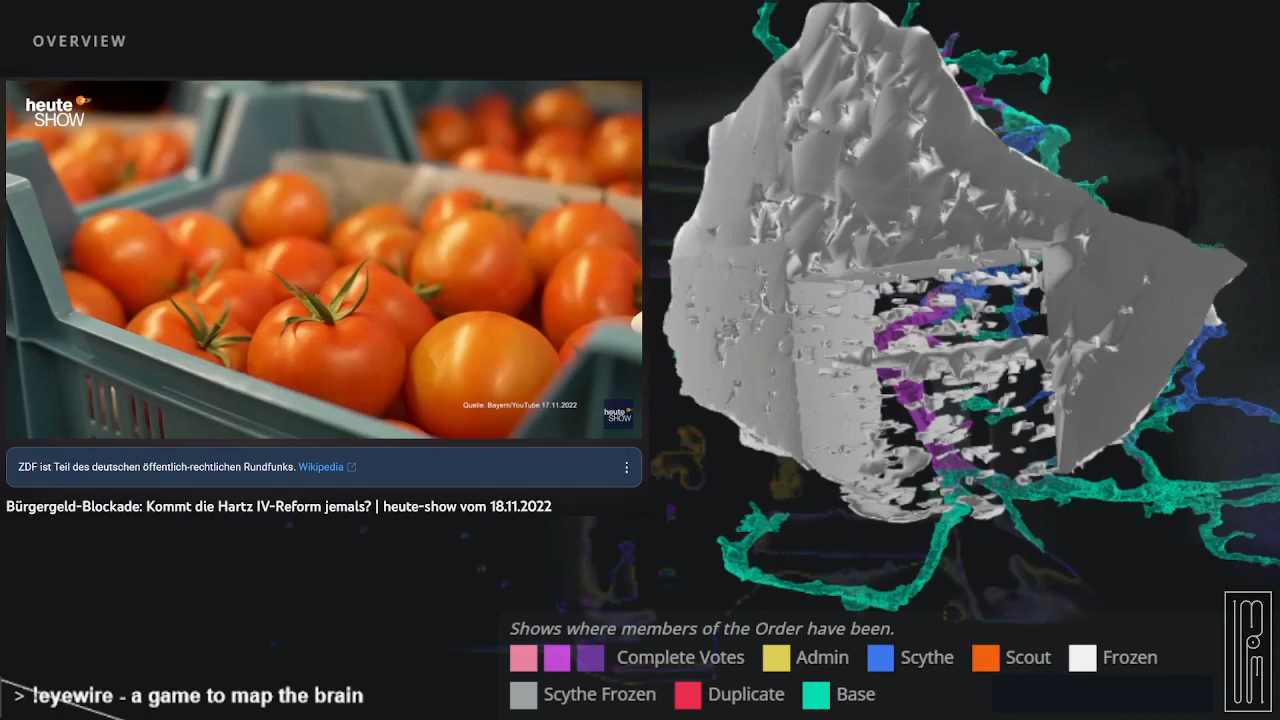 OVERVIEW
heute
SHOW
Quelle: Bayern/YouTube 17.11.2022
heute
SHOW
ZDF ist Teil des deutschen öffentlich-rechtlichen Rundfunks. Wikipedia
Bürgergeld-Blockade: Kommt die Hartz IV-Reform jemals? | heute-show vom 18.11.2022
Shows where members of the Order have been.
Complete Votes Admin Scythe Scout Frozen
Scythe Frozen Duplicate Base
> !eyewire - a game to map the brain